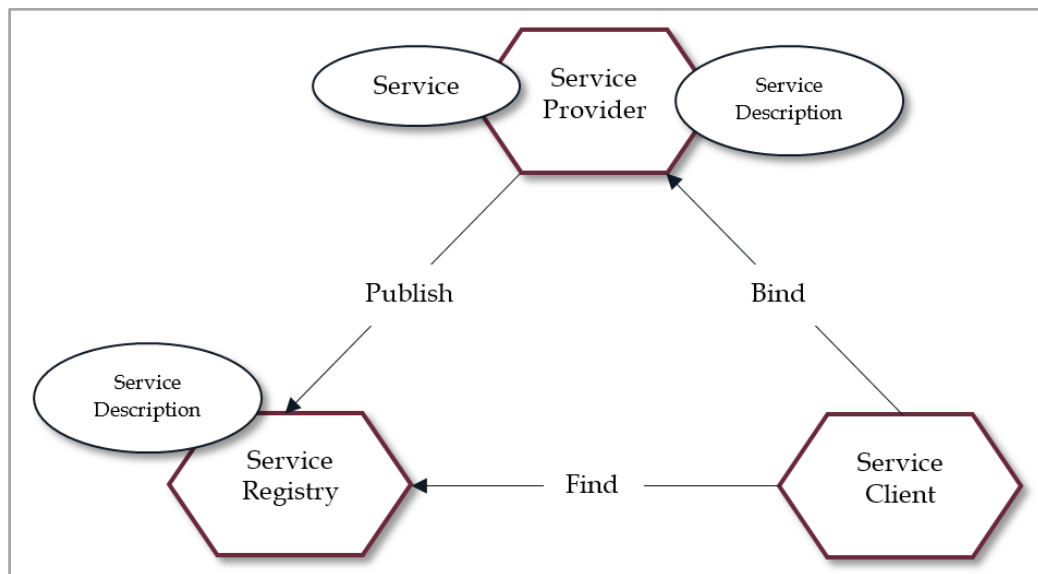 Service
Service
Provider
Service
Description
Publish
Bind
Service
Description
Service
Registry
Find
Service
Client